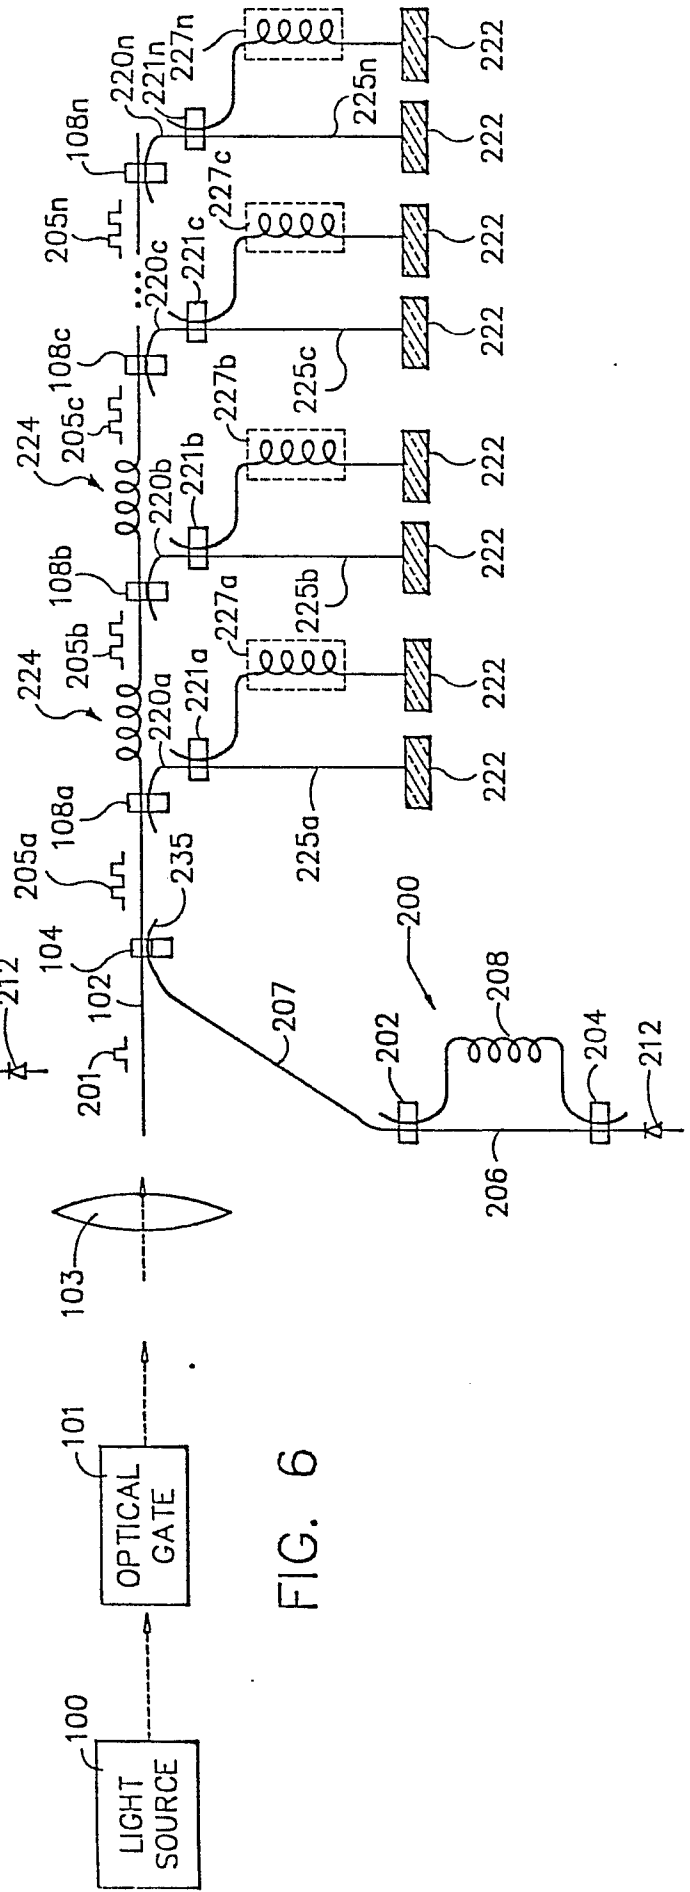 100
LIGHT
SOURCE
101
OPTICAL
GATE
103
201
102
104
212
205a
235
108a
224
205b
108b
224
205c
108c
205n
108n
220a
221a
227a
220b
221b
227b
220c
221c
227c
220n
221n
227n
225a
225b
225c
225n
222
222
222
222
222
222
222
222
207
200
202
208
204
206
212
FIG. 6